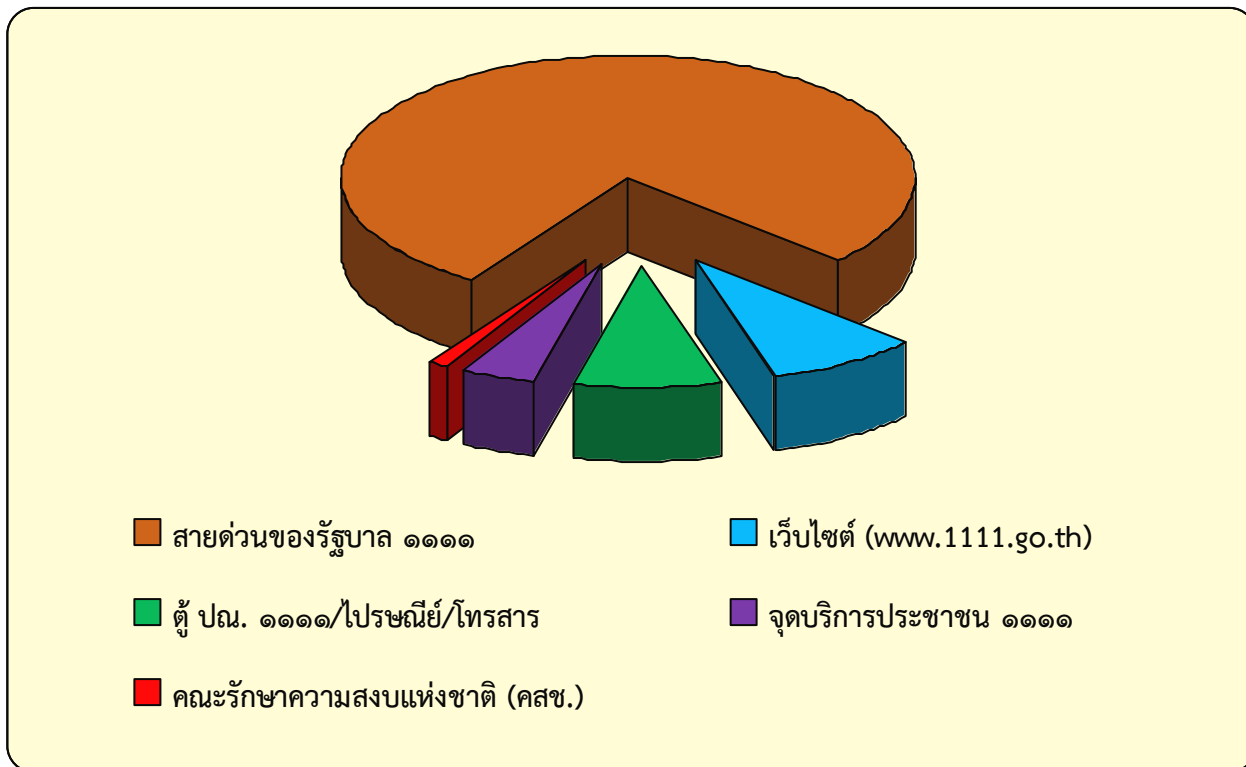 สายด่วนของรัฐบาล ๑๑๑๑
เว็บไซต์ (www.1111.go.th)
ตู้ ปณ. ๑๑๑๑/ไปรษณีย์/โทรสาร
จุดบริการประชาชน ๑๑๑๑
คณะรักษาความสงบแห่งชาติ (คสช.)